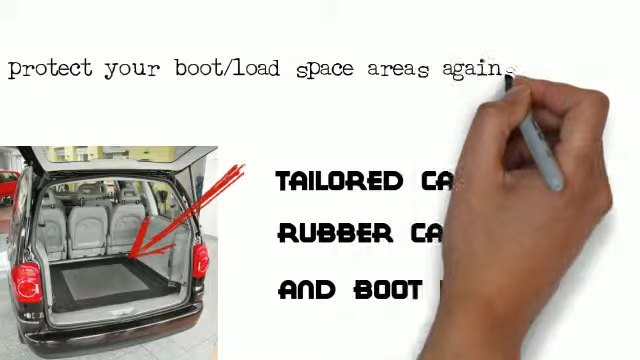 protect your boot/load space areas again
TAILORED CA
RUBBER CA
AND BOOT